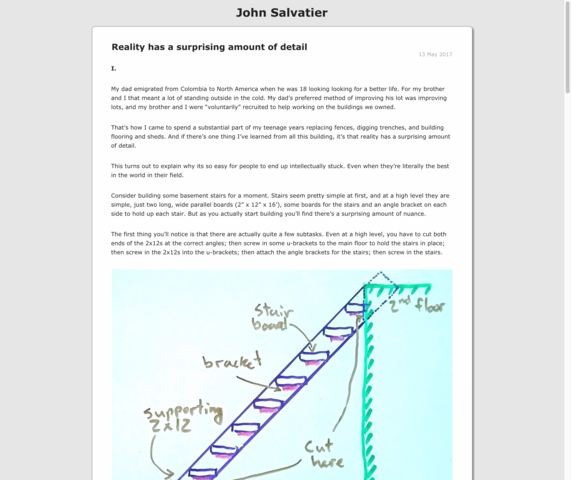 John Salvatier
Reality has a surprising amount of detail
13 May 2017
I.
My dad emigrated from Colombia to North America when he was 18 looking looking for a better life. For my brother
and I that meant a lot of standing outside in the cold. My dad's preferred method of improving his lot was improving
lots, and my brother and I were "voluntarily" recruited to help working on the buildings we owned.
That's how I came to spend a substantial part of my teenage years replacing fences, digging trenches, and building
flooring and sheds. And if there's one thing I've learned from all this building, it's that reality has a surprising amount
of detail.
This turns out to explain why its so easy for people to end up intellectually stuck. Even when they're literally the best
in the world in their field.
Consider building some basement stairs for a moment. Stairs seem pretty simple at first, and at a high level they are
simple, just two long, wide parallel boards (2" x 12" x 16'), some boards for the stairs and an angle bracket on each
side to hold up each stair. But as you actually start building you'll find there's a surprising amount of nuance.
The first thing you'll notice is that there are actually quite a few subtasks. Even at a high level, you have to cut both
ends of the 2x12s at the correct angles; then screw in some u-brackets to the main floor to hold the stairs in place;
then screw in the 2x12s into the u-brackets; then attach the angle brackets for the stairs; then screw in the stairs.
2nd floor
Stair
board
bracket
Supporting
2x12
Cut
here